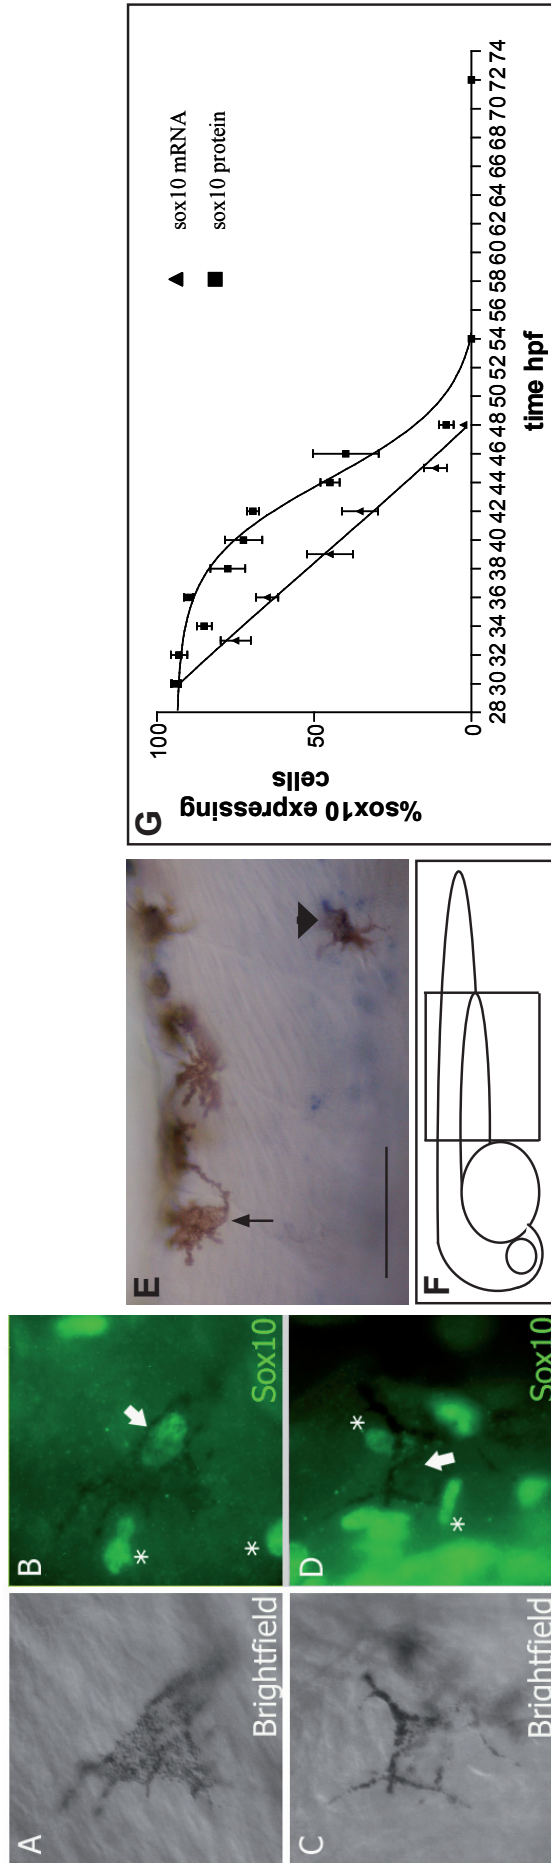 A
Brightfield
B
*
*
Sox10
C
Brightfield
D
*
*
Sox10
E
F
G
%sox10 expressing
cells
100
50
0
sox10 mRNA
sox10 protein
28 30 32 34 36 38 40 42 44 46 48 50 52 54 56 58 60 62 64 66 68 70 72 74
time hpf